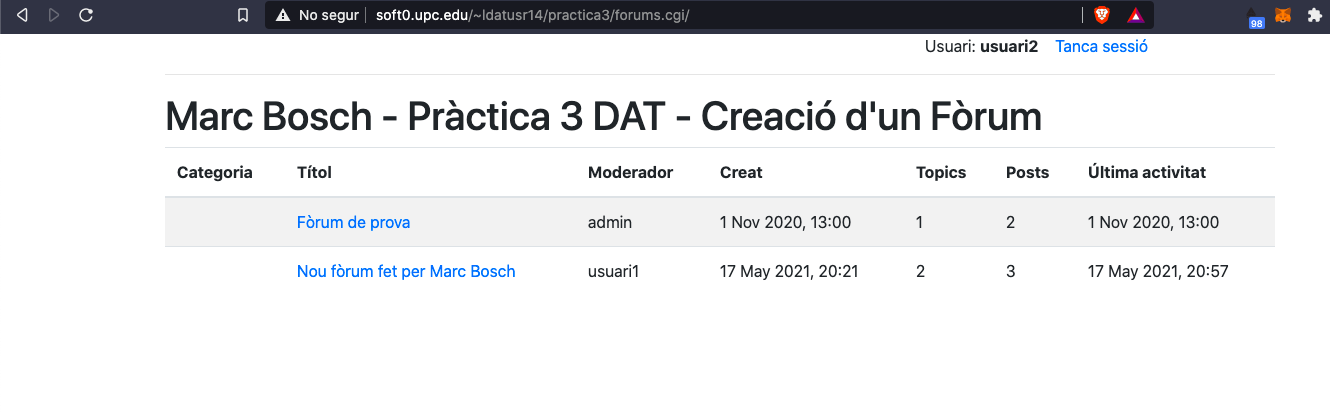 No segur soft0.upc.edu/~ldatusr14/practica3/forums.cgi/
98
Usuari: usuari2 Tanca sessió
Marc Bosch - Pràctica 3 DAT - Creació d'un Fòrum
Categoria Títol Moderador Creat Topics Posts Última activitat
Fòrum de prova admin 1 Nov 2020, 13:00 1 2 1 Nov 2020, 13:00
Nou fòrum fet per Marc Bosch usuari1 17 May 2021, 20:21 2 3 17 May 2021, 20:57